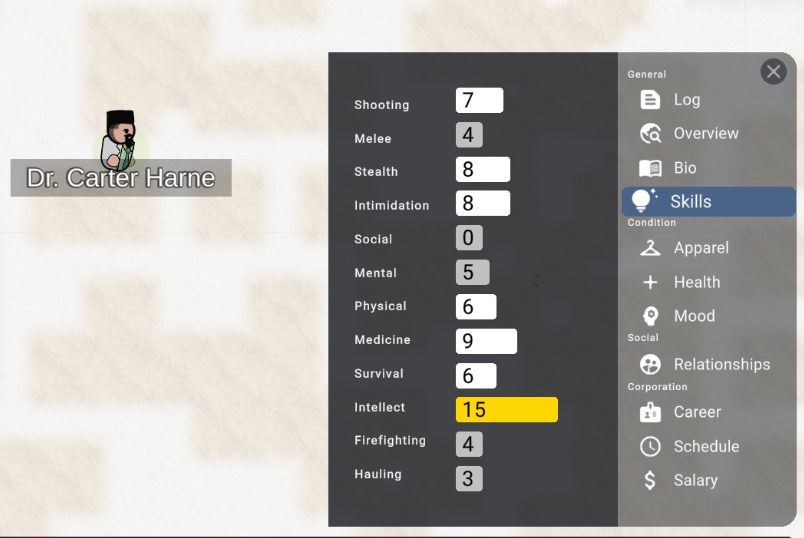 Dr. Carter Harne
Shooting 7
Melee 4
Stealth 8
Intimidation 8
Social 0
Mental 5
Physical 6
Medicine 9
Survival 6
Intellect 15
Firefighting 4
Hauling 3
General
Log
Overview
Bio
Skills
Condition
Apparel
Health
Mood
Social
Relationships
Corporation
Career
Schedule
Salary